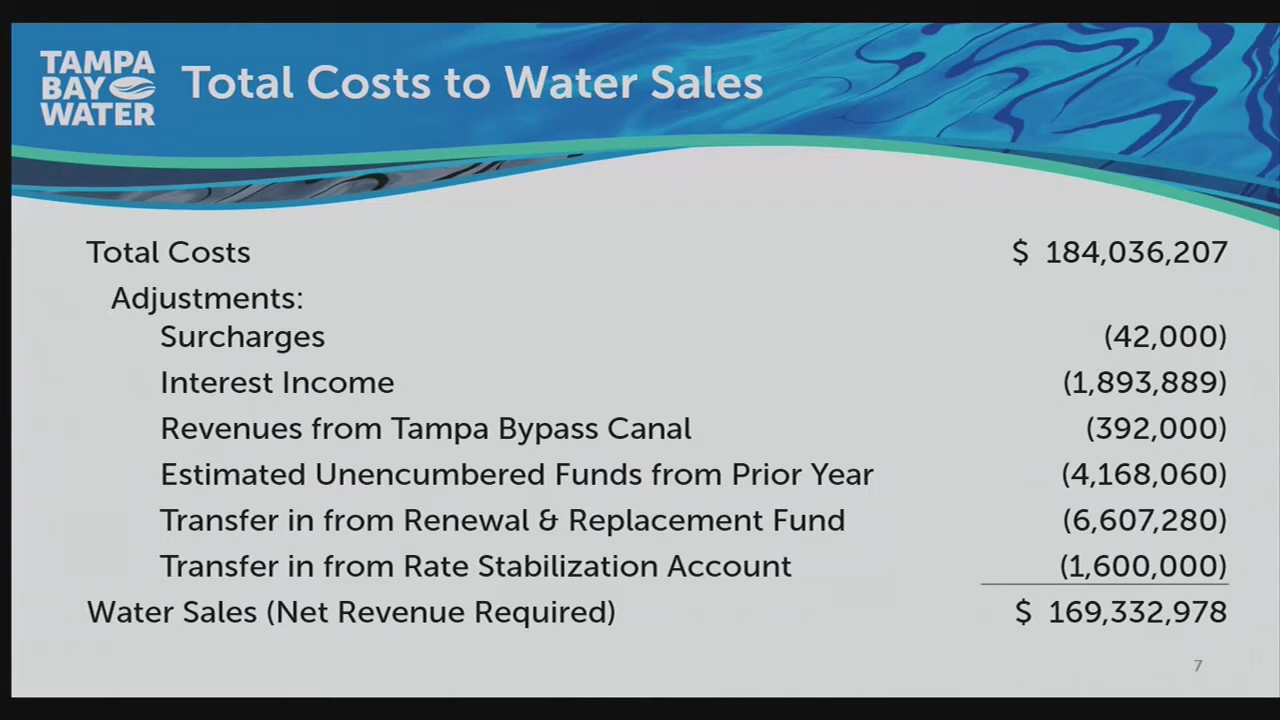 TAMPA
BAY
WATER
Total Costs to Water Sales
Total Costs $ 184,036,207
Adjustments:
Surcharges (42,000)
Interest Income (1,893,889)
Revenues from Tampa Bypass Canal (392,000)
Estimated Unencumbered Funds from Prior Year (4,168,060)
Transfer in from Renewal & Replacement Fund (6,607,280)
Transfer in from Rate Stabilization Account (1,600,000)
Water Sales (Net Revenue Required) $ 169,332,978
7